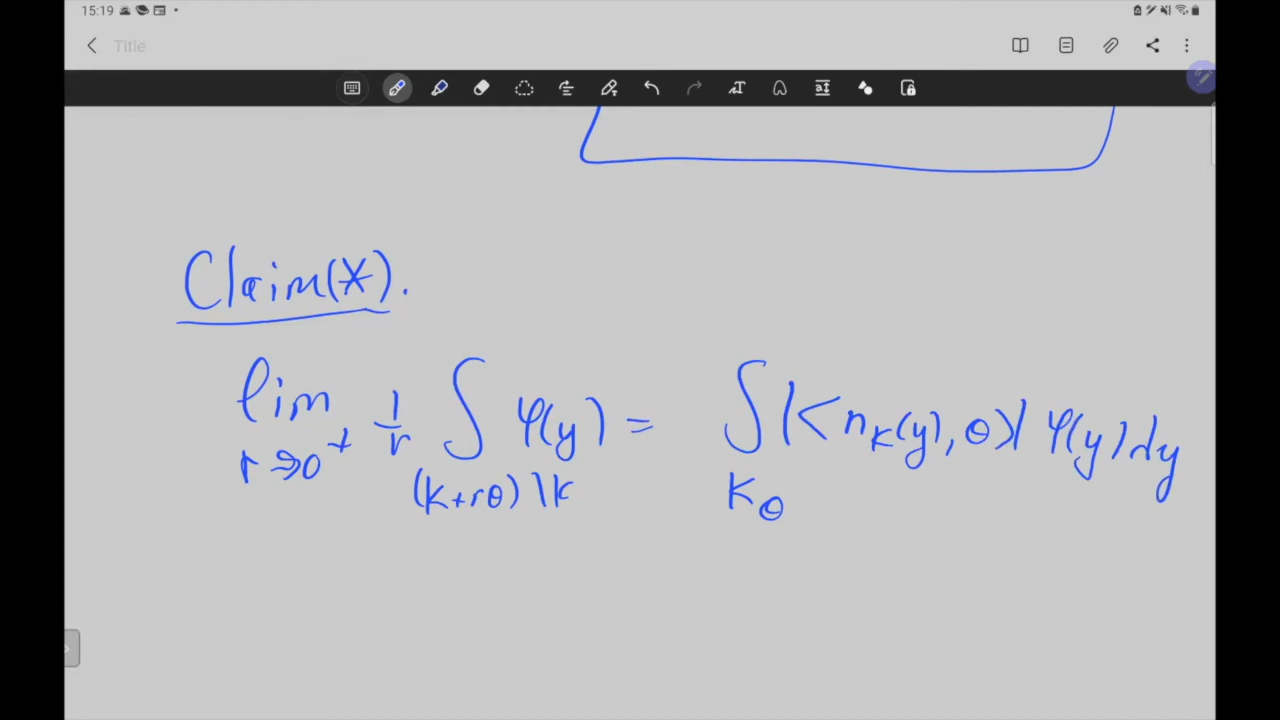 15:19
Title
Claim(*).
lim r→0+ 1/r ∫(K+rθ)\K φ(y) = ∫K_θ |<n_K(y), θ>| φ(y) dy